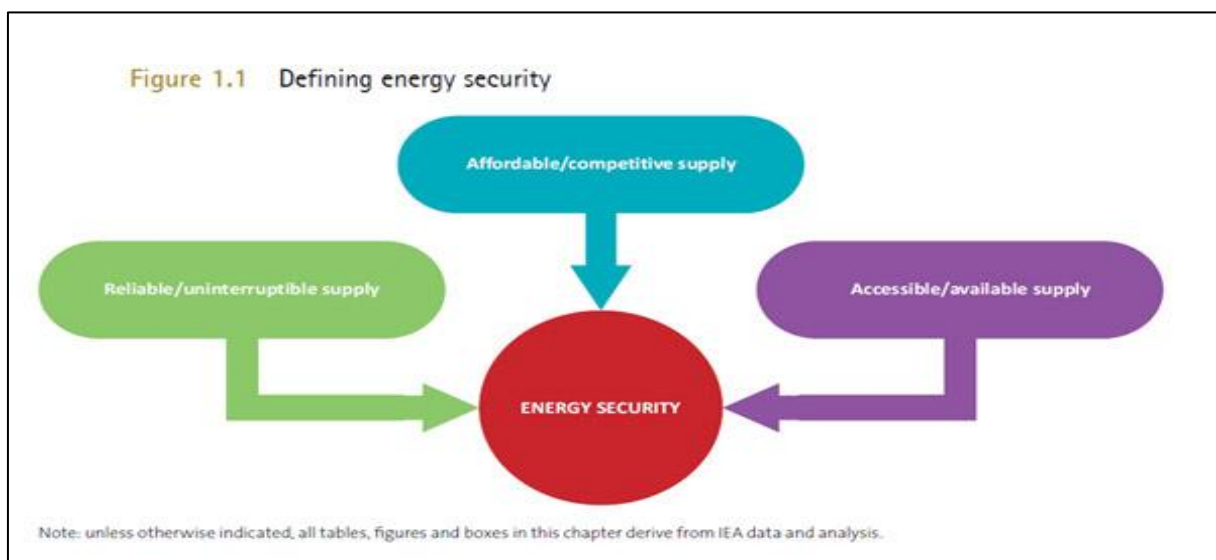 Figure 1.1 Defining energy security
Affordable/competitive supply
Reliable/uninterruptible supply
Accessible/available supply
ENERGY SECURITY
Note: unless otherwise indicated, all tables, figures and boxes in this chapter derive from IEA data and analysis.